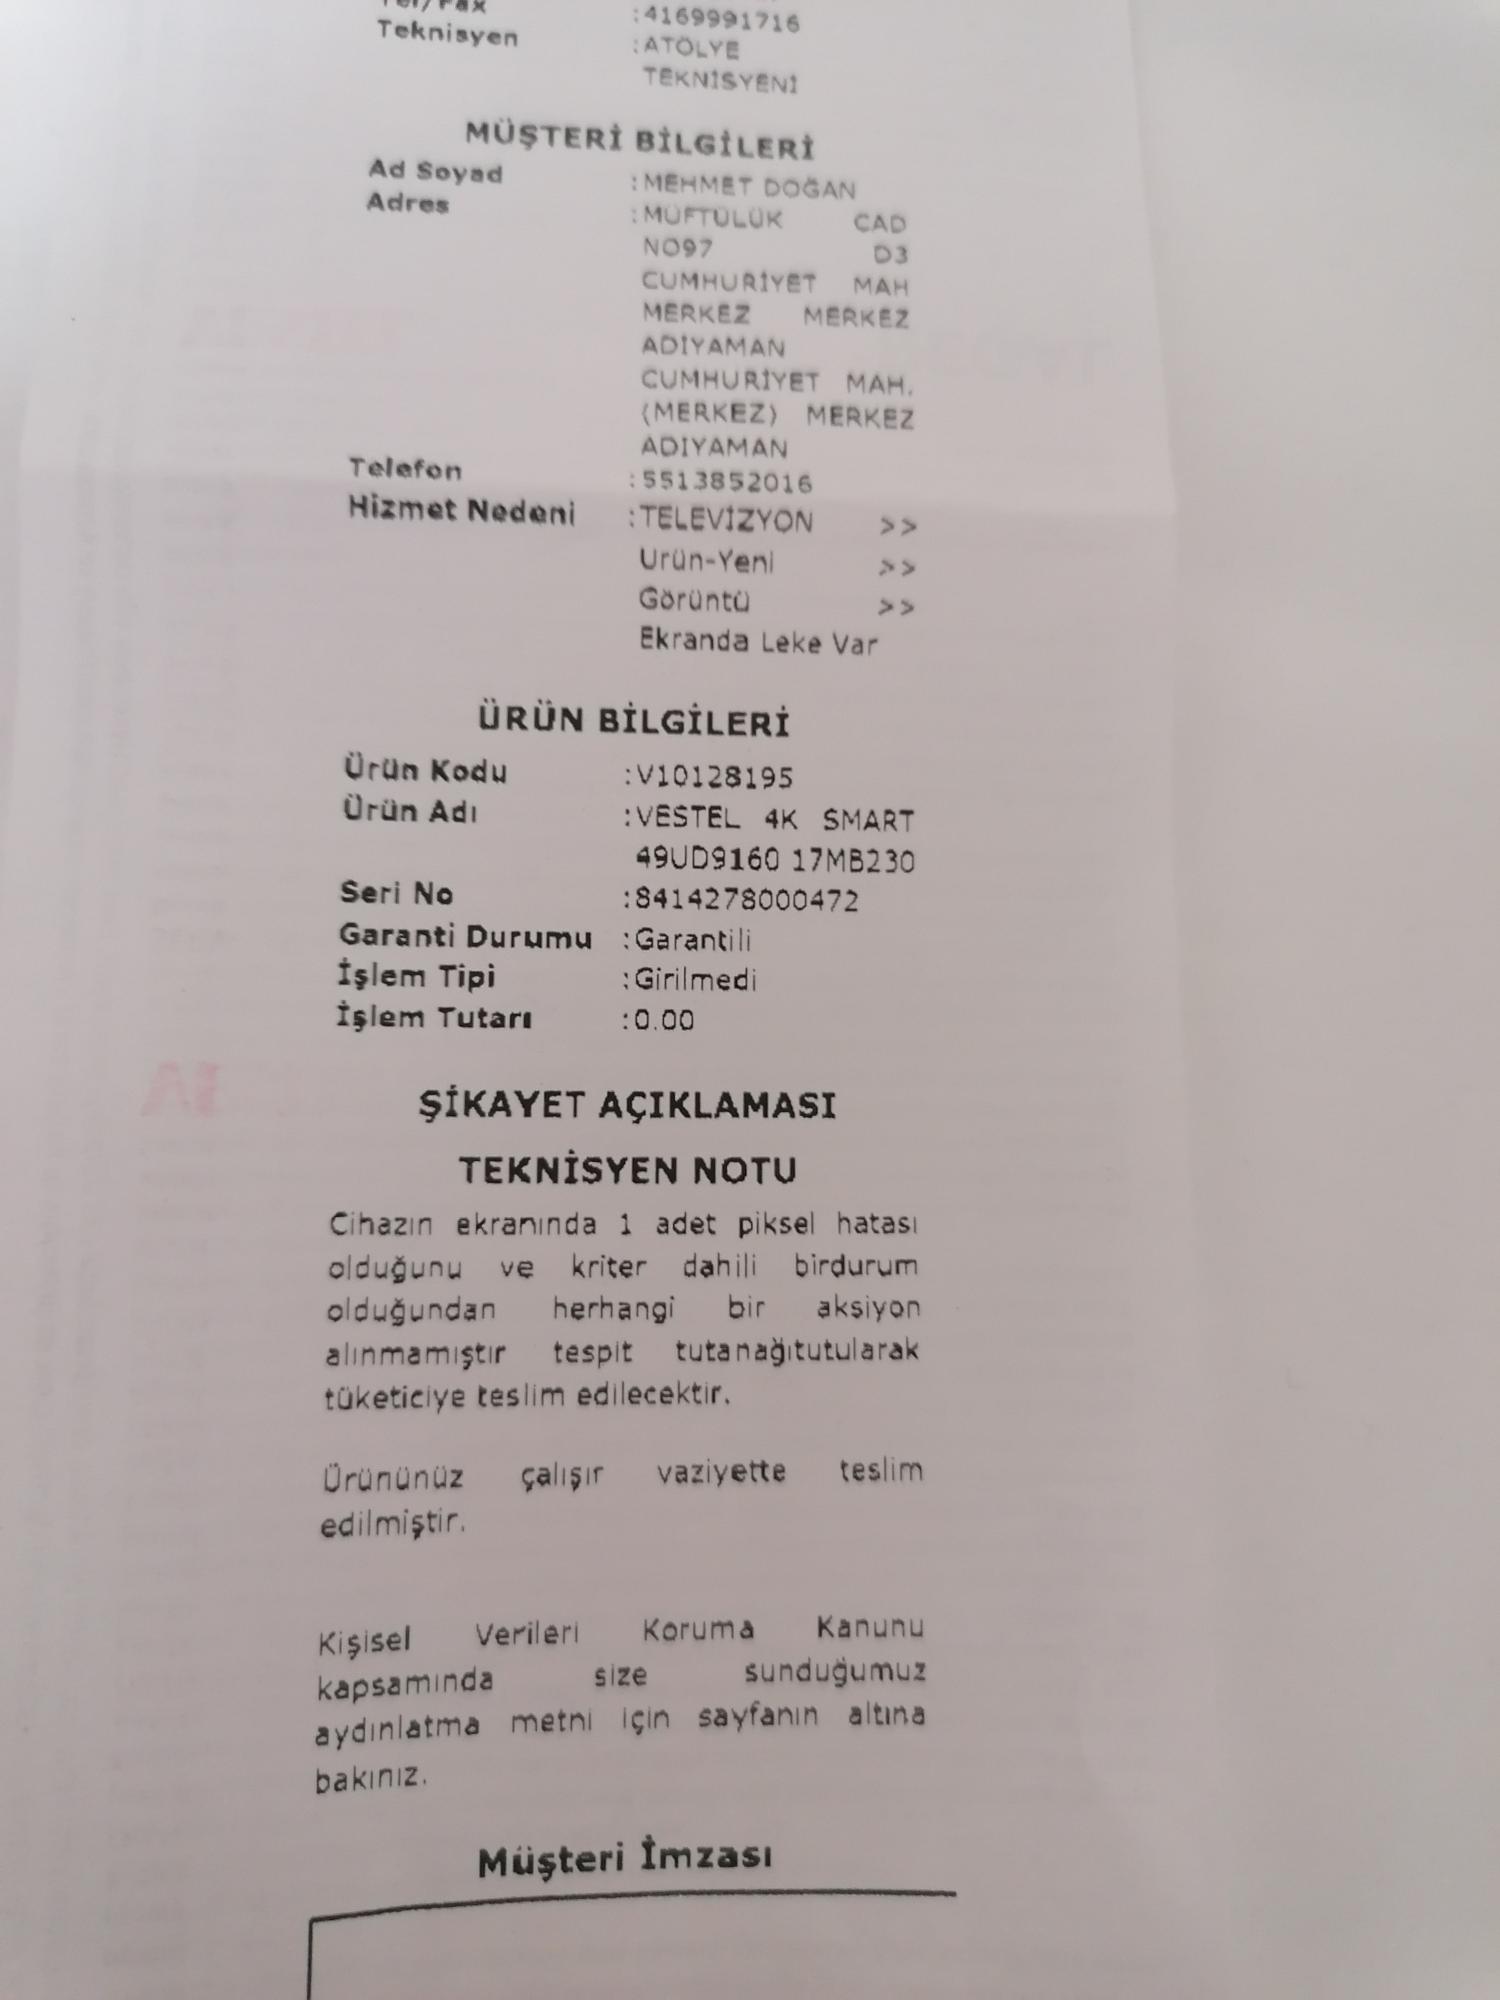 Tel/Fax :4169991716
Teknisyen :ATÖLYE
TEKNİSYENİ
MÜŞTERİ BİLGİLERİ
Ad Soyad :MEHMET DOĞAN
Adres :MÜFTÜLÜK CAD
NO97 D3
CUMHURİYET MAH
MERKEZ MERKEZ
ADIYAMAN
CUMHURİYET MAH.
(MERKEZ) MERKEZ
ADIYAMAN
Telefon :5513852016
Hizmet Nedeni :TELEVİZYON >>
Ürün-Yeni >>
Görüntü >>
Ekranda Leke Var
ÜRÜN BİLGİLERİ
Ürün Kodu :V10128195
Ürün Adı :VESTEL 4K SMART
49UD9160 17MB230
Seri No :8414278000472
Garanti Durumu :Garantili
İşlem Tipi :Girilmedi
İşlem Tutarı :0.00
ŞİKAYET AÇIKLAMASI
TEKNİSYEN NOTU
Cihazın ekranında 1 adet piksel hatası
olduğunu ve kriter dahili birdurum
olduğundan herhangi bir aksiyon
alınmamıştır tespit tutanağıtutularak
tüketiciye teslim edilecektir.
Ürününüz çalışır vaziyette teslim
edilmiştir.
Kişisel Verileri Koruma Kanunu
kapsamında size sunduğumuz
aydınlatma metni için sayfanın altına
bakınız.
Müşteri İmzası